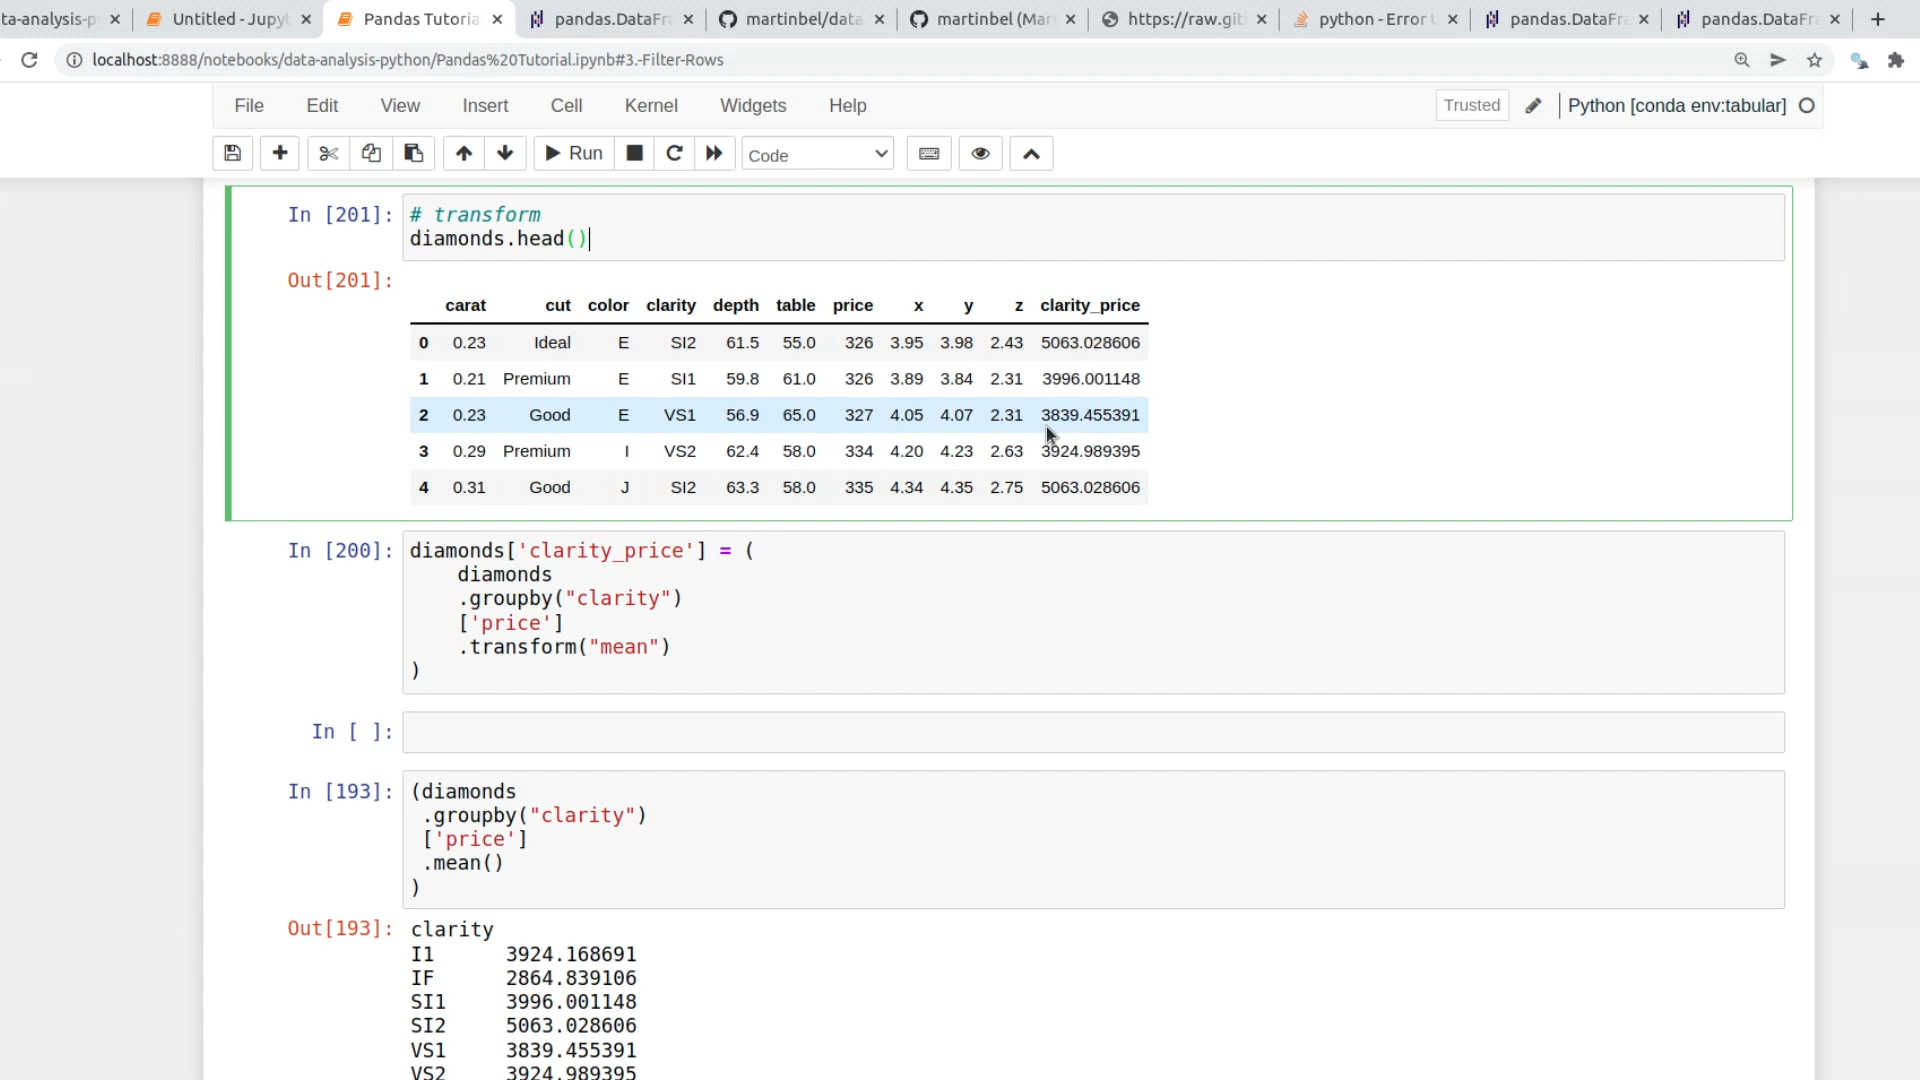 ta-analysis-p
Untitled - Jupy
Pandas Tutoria
pandas.DataFra
martinbel/data
martinbel (Mar
https://raw.git
python - Error
pandas.DataFra
pandas.DataFra
localhost:8888/notebooks/data-analysis-python/Pandas%20Tutorial.ipynb#3.-Filter-Rows
File Edit View Insert Cell Kernel Widgets Help
Trusted
Python [conda env:tabular]
Run
Code
In [201]:
# transform
diamonds.head()
Out[201]:
carat cut color clarity depth table price x y z clarity_price
0 0.23 Ideal E SI2 61.5 55.0 326 3.95 3.98 2.43 5063.028606
1 0.21 Premium E SI1 59.8 61.0 326 3.89 3.84 2.31 3996.001148
2 0.23 Good E VS1 56.9 65.0 327 4.05 4.07 2.31 3839.455391
3 0.29 Premium I VS2 62.4 58.0 334 4.20 4.23 2.63 3924.989395
4 0.31 Good J SI2 63.3 58.0 335 4.34 4.35 2.75 5063.028606
In [200]:
diamonds['clarity_price'] = (
diamonds
.groupby("clarity")
['price']
.transform("mean")
)
In [ ]:
In [193]:
(diamonds
.groupby("clarity")
['price']
.mean()
)
Out[193]:
clarity
I1 3924.168691
IF 2864.839106
SI1 3996.001148
SI2 5063.028606
VS1 3839.455391
VS2 3924.989395